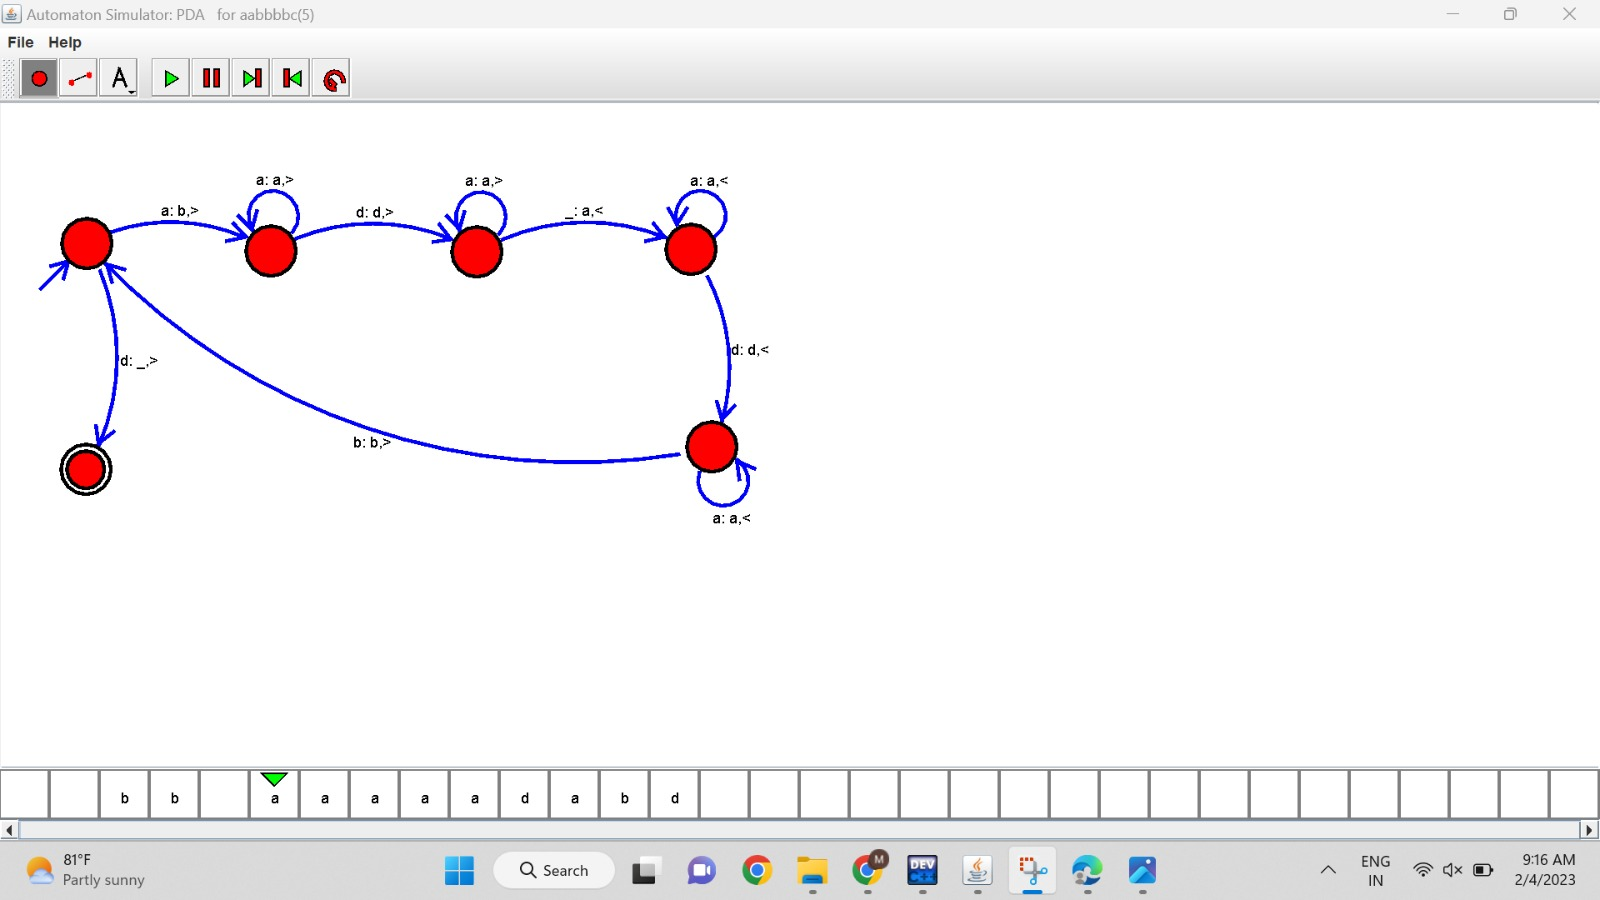 Automaton Simulator: PDA for aabbbbc(5)
File Help
A
a: a,> a: a,> a: a,<
a: b,> d: d,> _: a,<
d: d,<
d: _,>
b: b,>
a: a,<
b b a a a a a d a b d
81°F
Partly sunny
Search
M
DEV
C++
ENG
IN
9:16 AM
2/4/2023